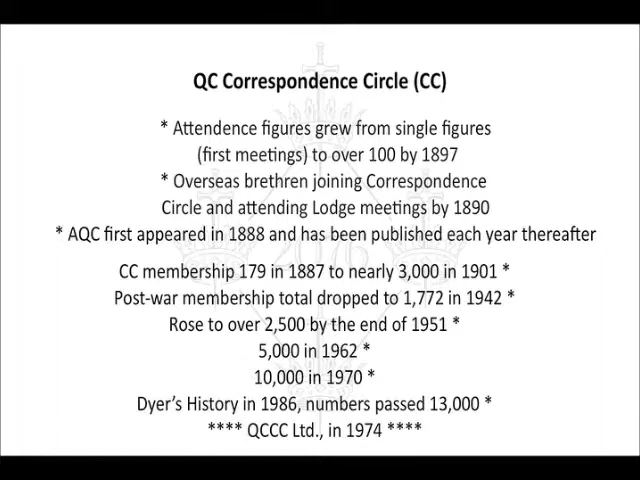 QC Correspondence Circle (CC)
* Attendence figures grew from single figures
(first meetings) to over 100 by 1897
* Overseas brethren joining Correspondence
Circle and attending Lodge meetings by 1890
* AQC first appeared in 1888 and has been published each year thereafter
CC membership 179 in 1887 to nearly 3,000 in 1901 *
Post-war membership total dropped to 1,772 in 1942 *
Rose to over 2,500 by the end of 1951 *
5,000 in 1962 *
10,000 in 1970 *
Dyer’s History in 1986, numbers passed 13,000 *
**** QCCC Ltd., in 1974 ****
2076